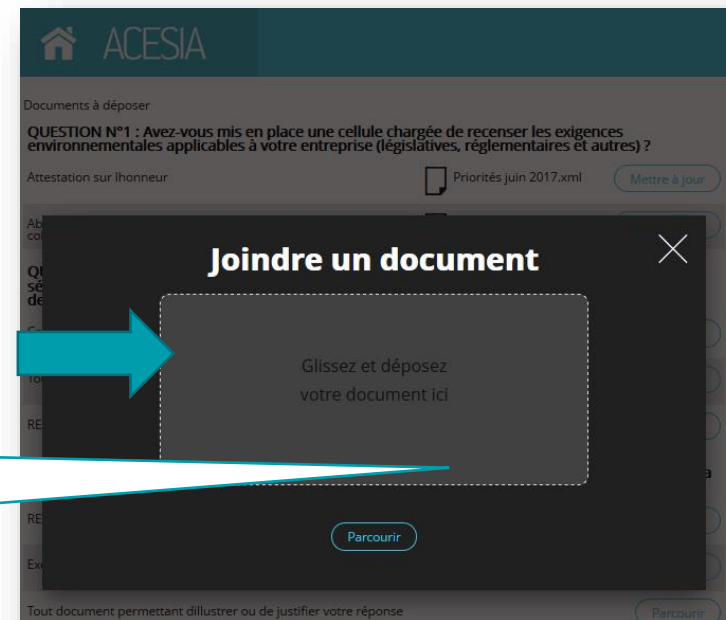 ACESIA
Documents à déposer
QUESTION N°1 : Avez-vous mis en place une cellule chargée de recenser les exigences
environnementales applicables à votre entreprise (législatives, réglementaires et autres) ?
Attestation sur lhonneur
Priorités juin 2017.xml
Mettre à jour
Joindre un document
Glissez et déposez
votre document ici
Parcourir
Tout document permettant dillustrer ou de justifier votre réponse
Parcourir